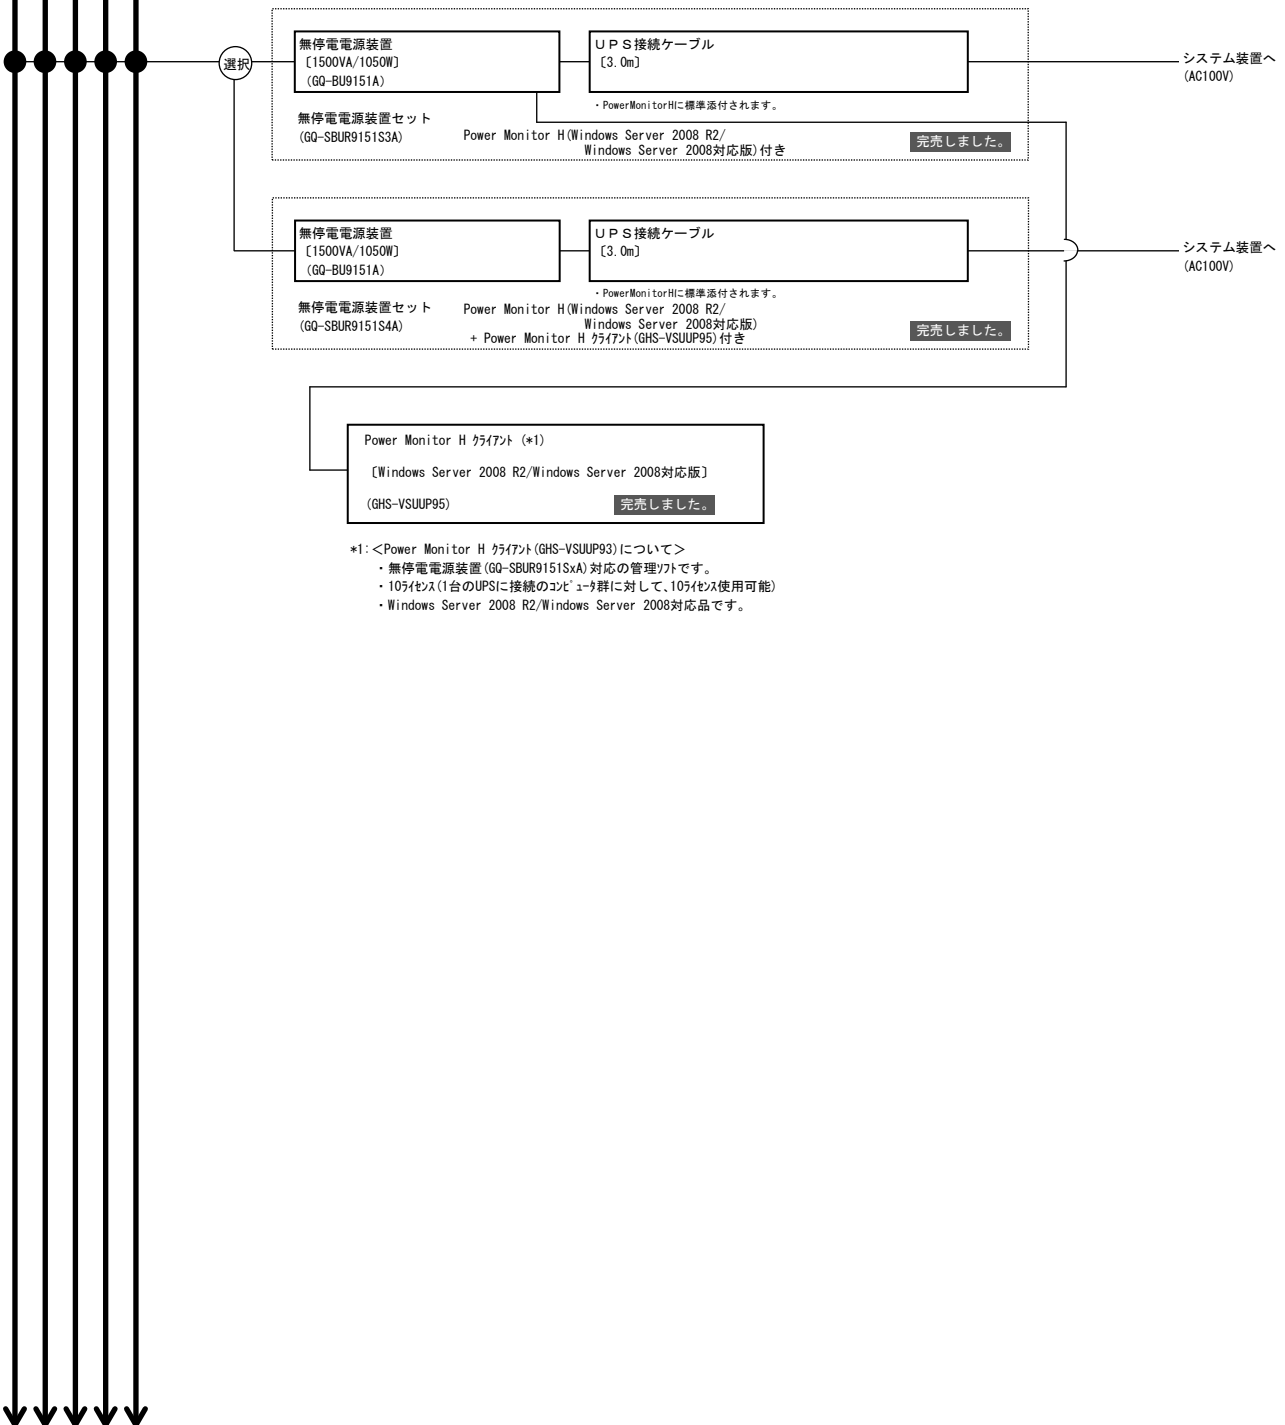 選択
無停電電源装置
〔1500VA/1050W〕
(GQ-BU9151A)
UPS接続ケーブル
〔3.0m〕
システム装置へ
(AC100V)
・PowerMonitorHに標準添付されます。
無停電電源装置セット
(GQ-SBUR9151S3A)
Power Monitor H(Windows Server 2008 R2/
Windows Server 2008対応版)付き
完売しました。
無停電電源装置
〔1500VA/1050W〕
(GQ-BU9151A)
UPS接続ケーブル
〔3.0m〕
システム装置へ
(AC100V)
・PowerMonitorHに標準添付されます。
無停電電源装置セット
(GQ-SBUR9151S4A)
Power Monitor H(Windows Server 2008 R2/
Windows Server 2008対応版)
+ Power Monitor H クライアント(GHS-VSUUP95)付き
完売しました。
Power Monitor H クライアント (*1)
〔Windows Server 2008 R2/Windows Server 2008対応版〕
(GHS-VSUUP95)
完売しました。
*1:<Power Monitor H クライアント(GHS-VSUUP93)について>
・無停電電源装置(GQ-SBUR9151SxA)対応の管理ソフトです。
・10ライセンス(1台のUPSに接続のコンピュータ群に対して、10ライセンス使用可能)
・Windows Server 2008 R2/Windows Server 2008対応品です。